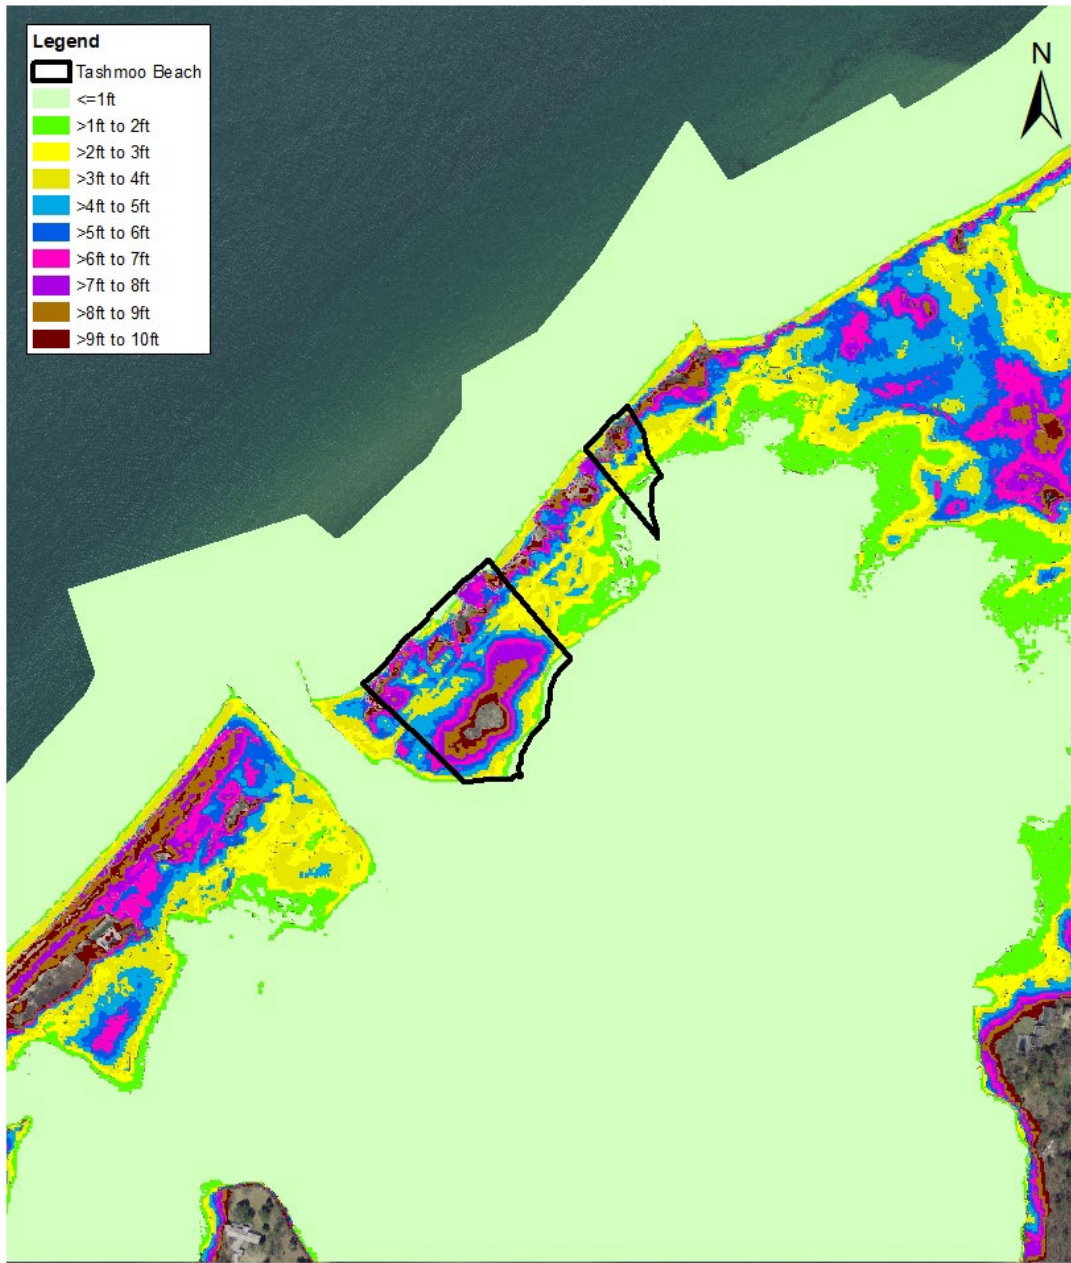 Legend
Tashmoo Beach
<=1ft
>1ft to 2ft
>2ft to 3ft
>3ft to 4ft
>4ft to 5ft
>5ft to 6ft
>6ft to 7ft
>7ft to 8ft
>8ft to 9ft
>9ft to 10ft
N